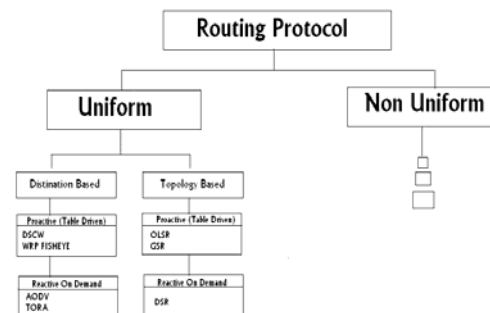 Routing Protocol
Uniform
Non Uniform
Distination Based
Topology Based
Proactive (Table Driven)
DSCW
WRP FISHEYE
Proactive (Table Driven)
OLSR
GSR
Reactive On Demand
AODV
TORA
Reactive On Demand
DSR